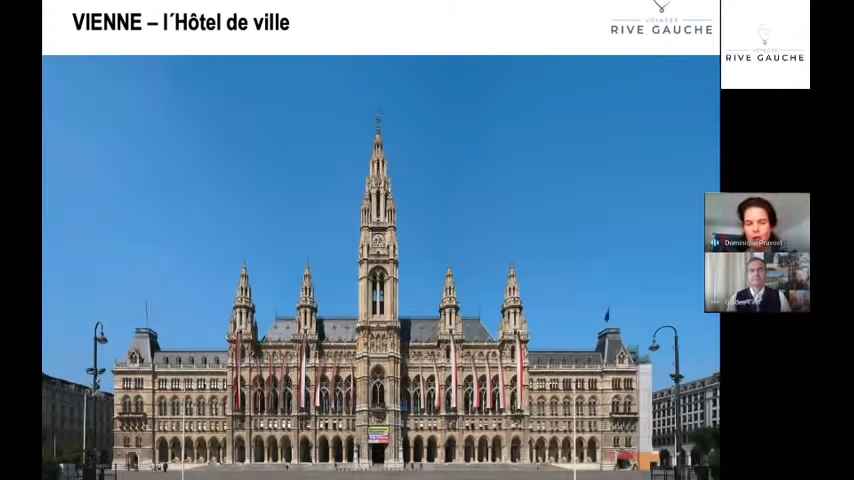 VIENNE – l´Hôtel de ville
VOYAGES
RIVE GAUCHE
VOYAGES
RIVE GAUCHE
Dominique Pruvost